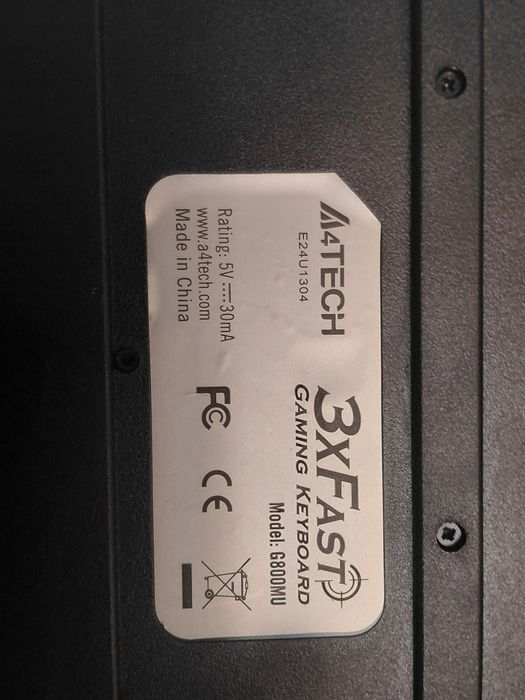 A4TECH
E24U1304
3xFAST
GAMING KEYBOARD
Model: G800MU
Rating: 5V 30mA
www.a4tech.com
Made in China
FC CE